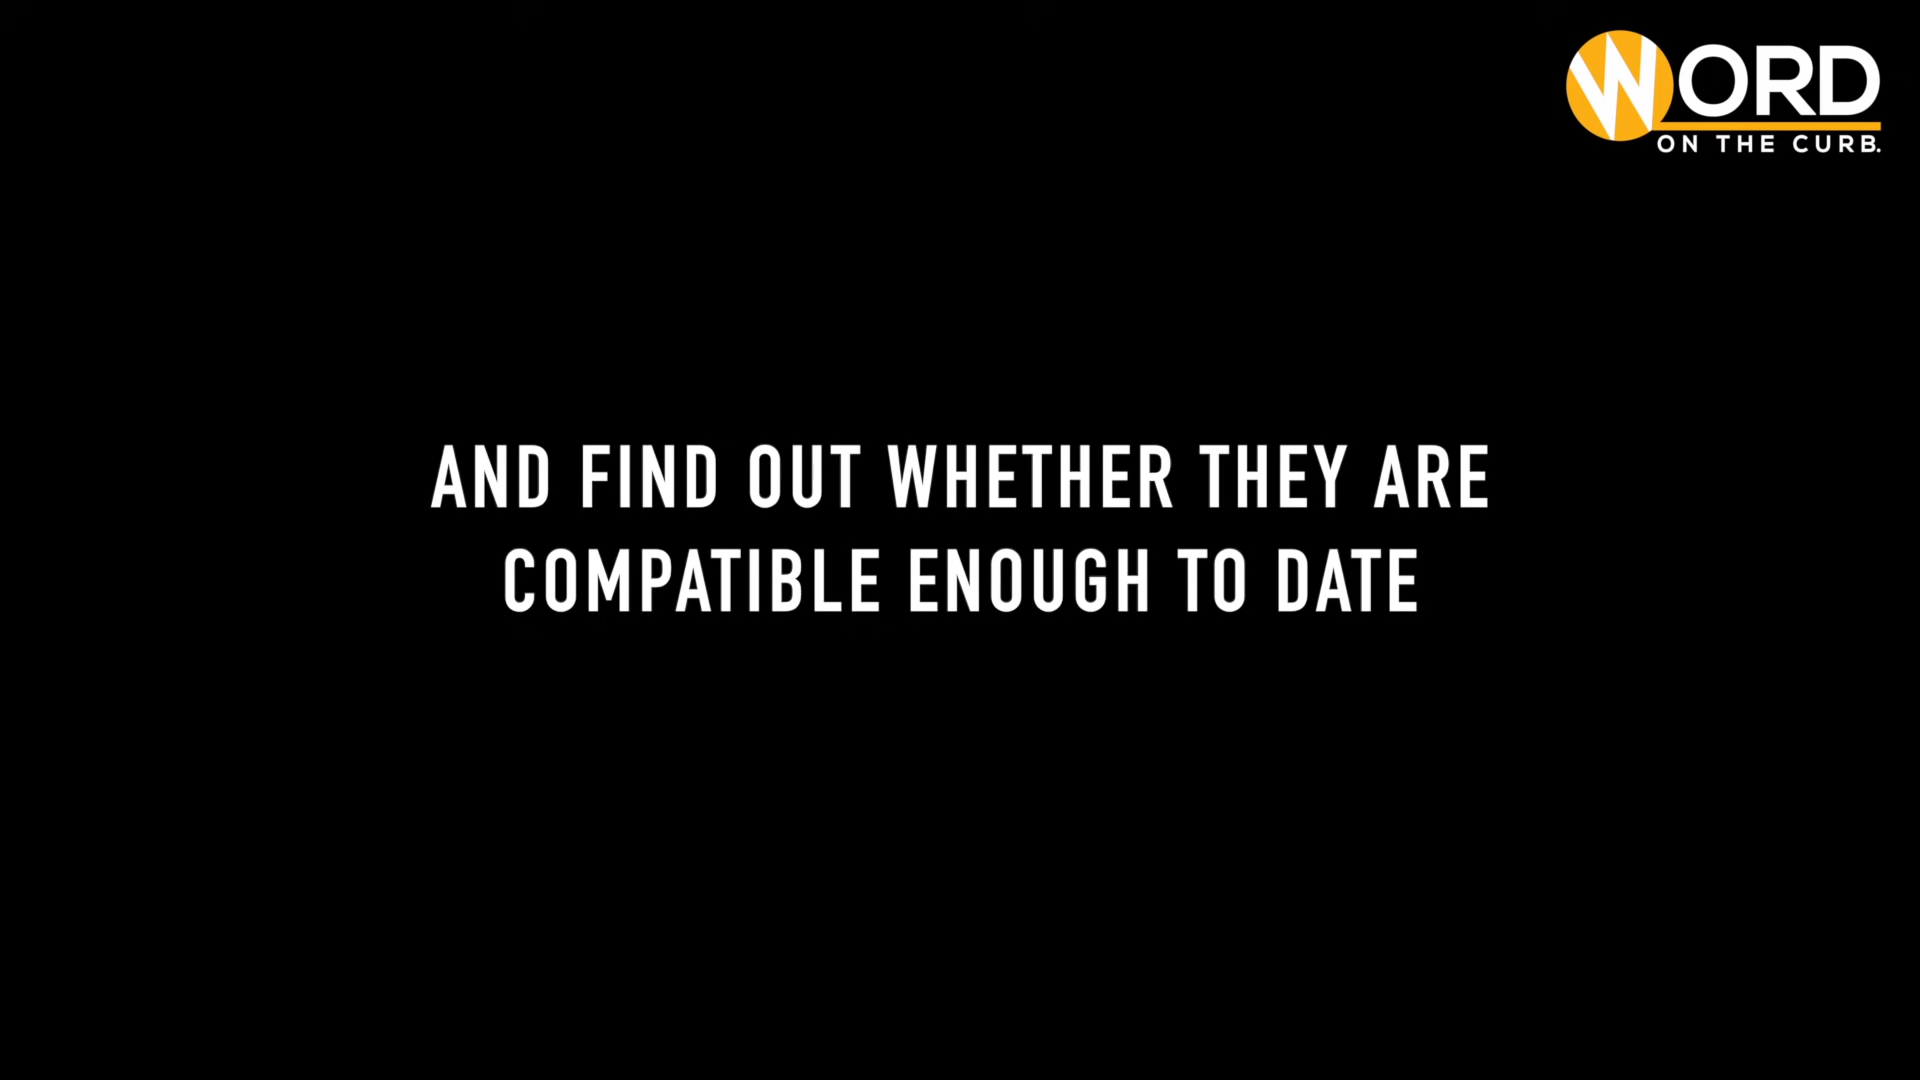 WORD
ON THE CURB.
AND FIND OUT WHETHER THEY ARE
COMPATIBLE ENOUGH TO DATE